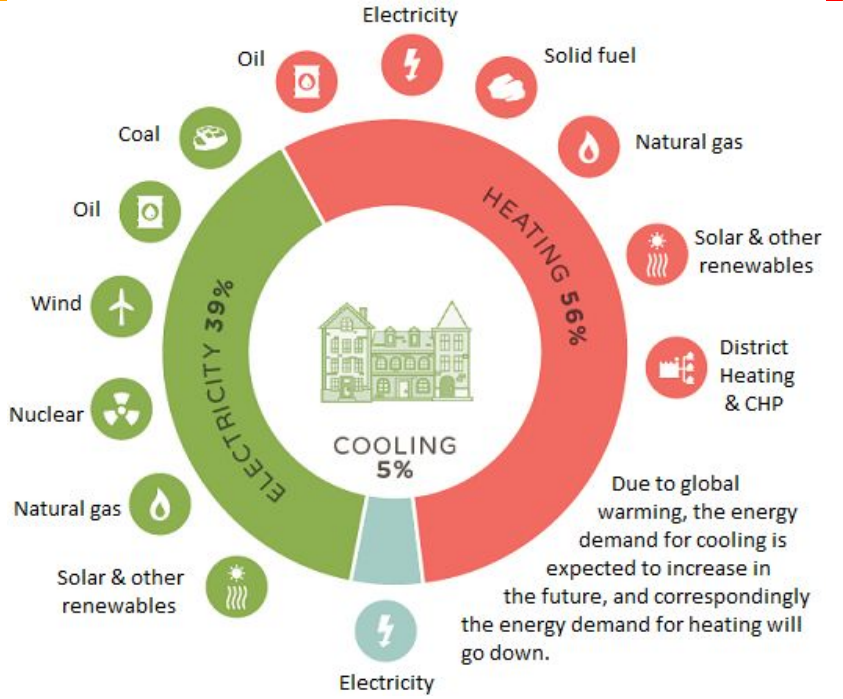 Electricity
Oil
Solid fuel
Coal
Natural gas
Oil
HEATING 56%
Solar & other
renewables
Wind
ELECTRICITY 39%
District
Heating
& CHP
Nuclear
COOLING
5%
Natural gas
Due to global
warming, the energy
demand for cooling is
expected to increase in
the future, and correspondingly
the energy demand for heating will
go down.
Solar & other
renewables
Electricity